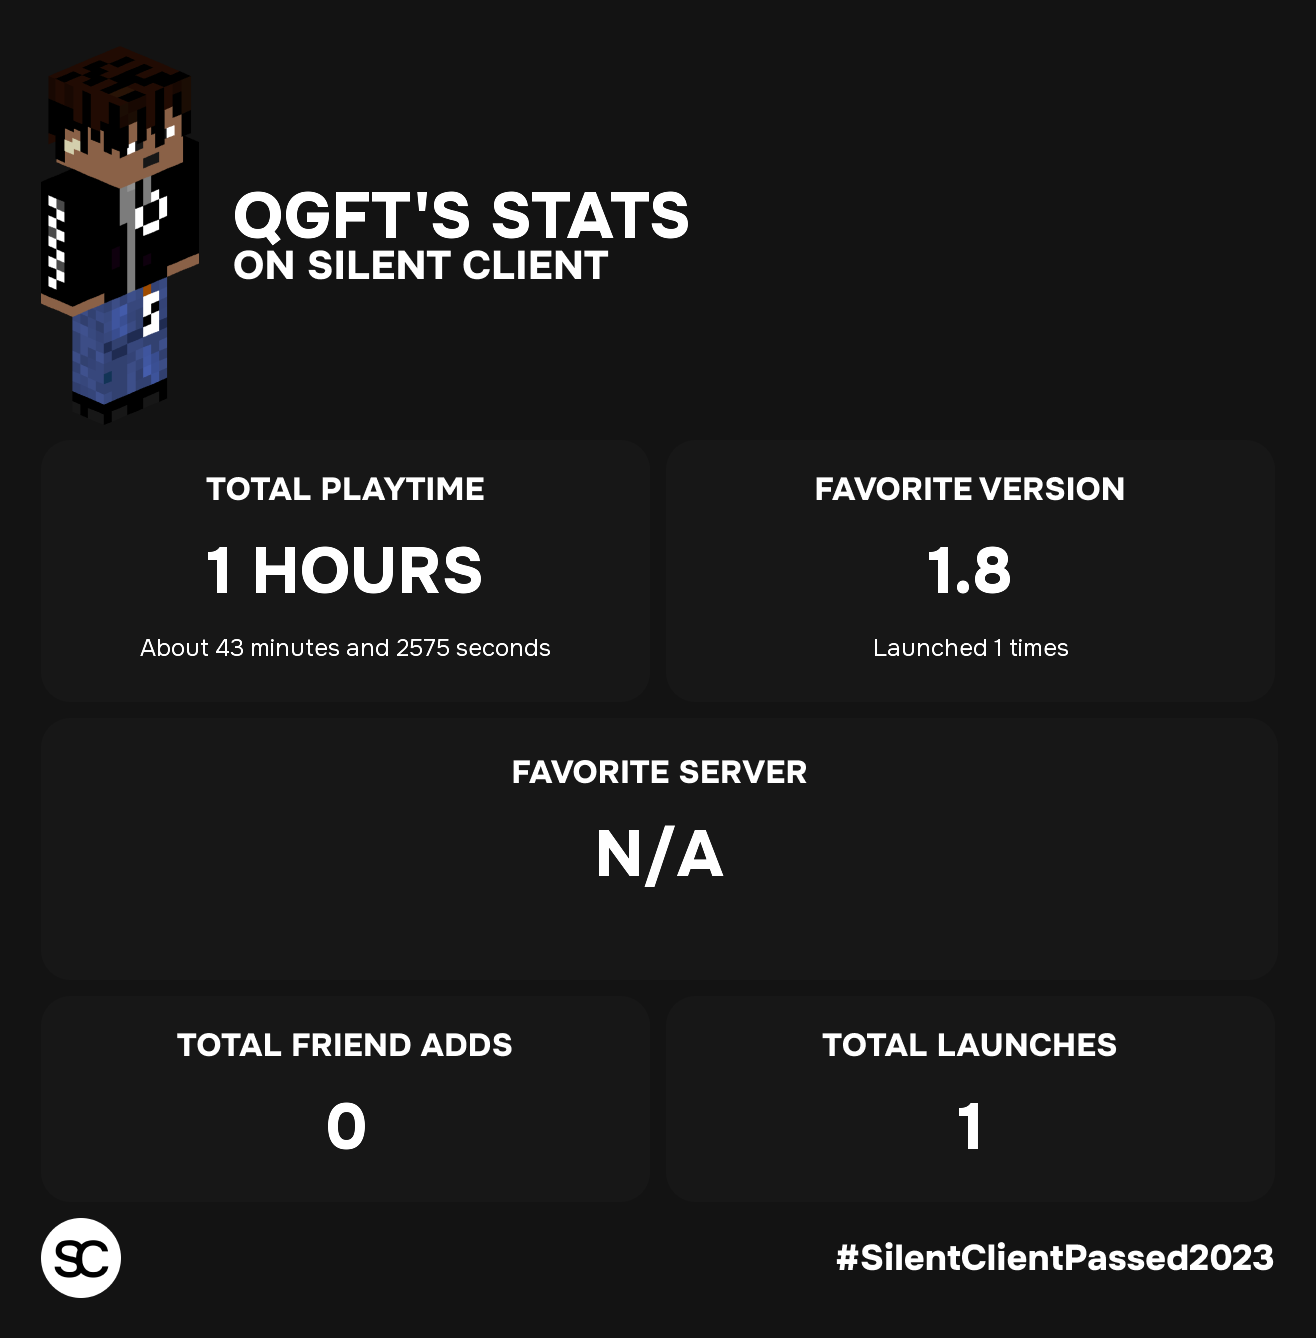 QGFT'S STATS
ON SILENT CLIENT
TOTAL PLAYTIME
1 HOURS
About 43 minutes and 2575 seconds
FAVORITE VERSION
1.8
Launched 1 times
FAVORITE SERVER
N/A
TOTAL FRIEND ADDS
0
TOTAL LAUNCHES
1
SC
#SilentClientPassed2023